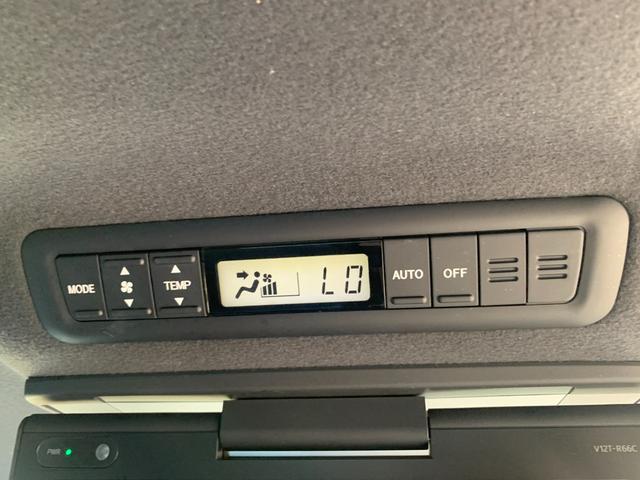 MODE TEMP LO AUTO OFF
PWR V12T-R66C